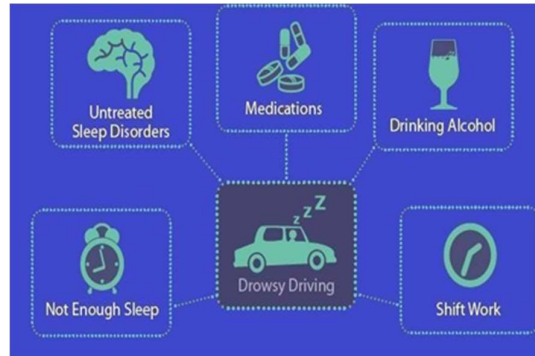 Untreated
Sleep Disorders
Medications
Drinking Alcohol
z z Z
Not Enough Sleep
Drowsy Driving
Shift Work